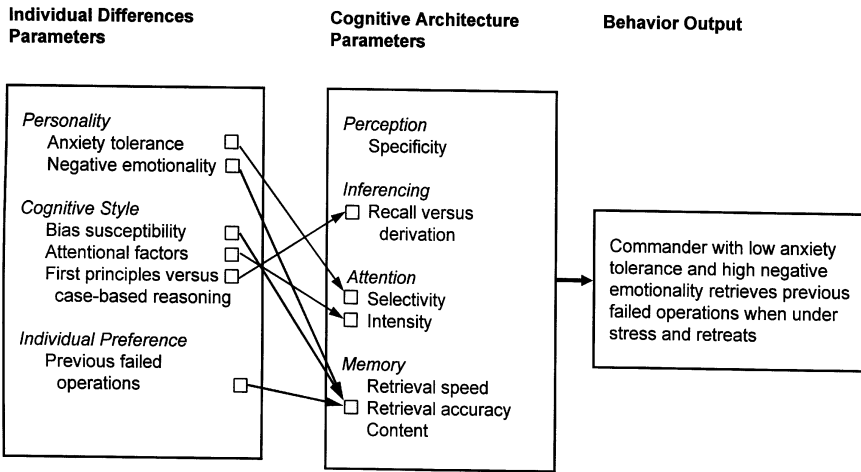 Individual Differences
Parameters
Cognitive Architecture
Parameters
Behavior Output
Personality
Anxiety tolerance
Negative emotionality
Cognitive Style
Bias susceptibility
Attentional factors
First principles versus
case-based reasoning
Individual Preference
Previous failed
operations
Perception
Specificity
Inferencing
Recall versus
derivation
Attention
Selectivity
Intensity
Memory
Retrieval speed
Retrieval accuracy
Content
Commander with low anxiety
tolerance and high negative
emotionality retrieves previous
failed operations when under
stress and retreats